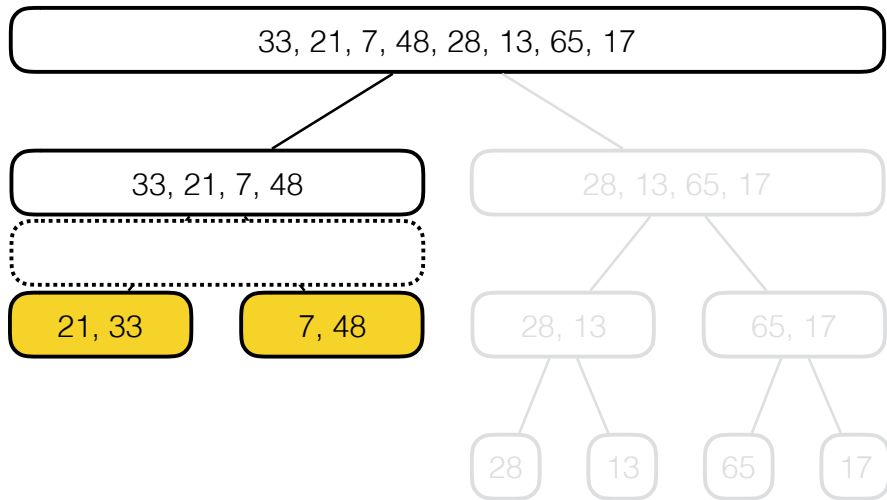 33, 21, 7, 48, 28, 13, 65, 17
33, 21, 7, 48
28, 13, 65, 17
21, 33
7, 48
28, 13
65, 17
28
13
65
17